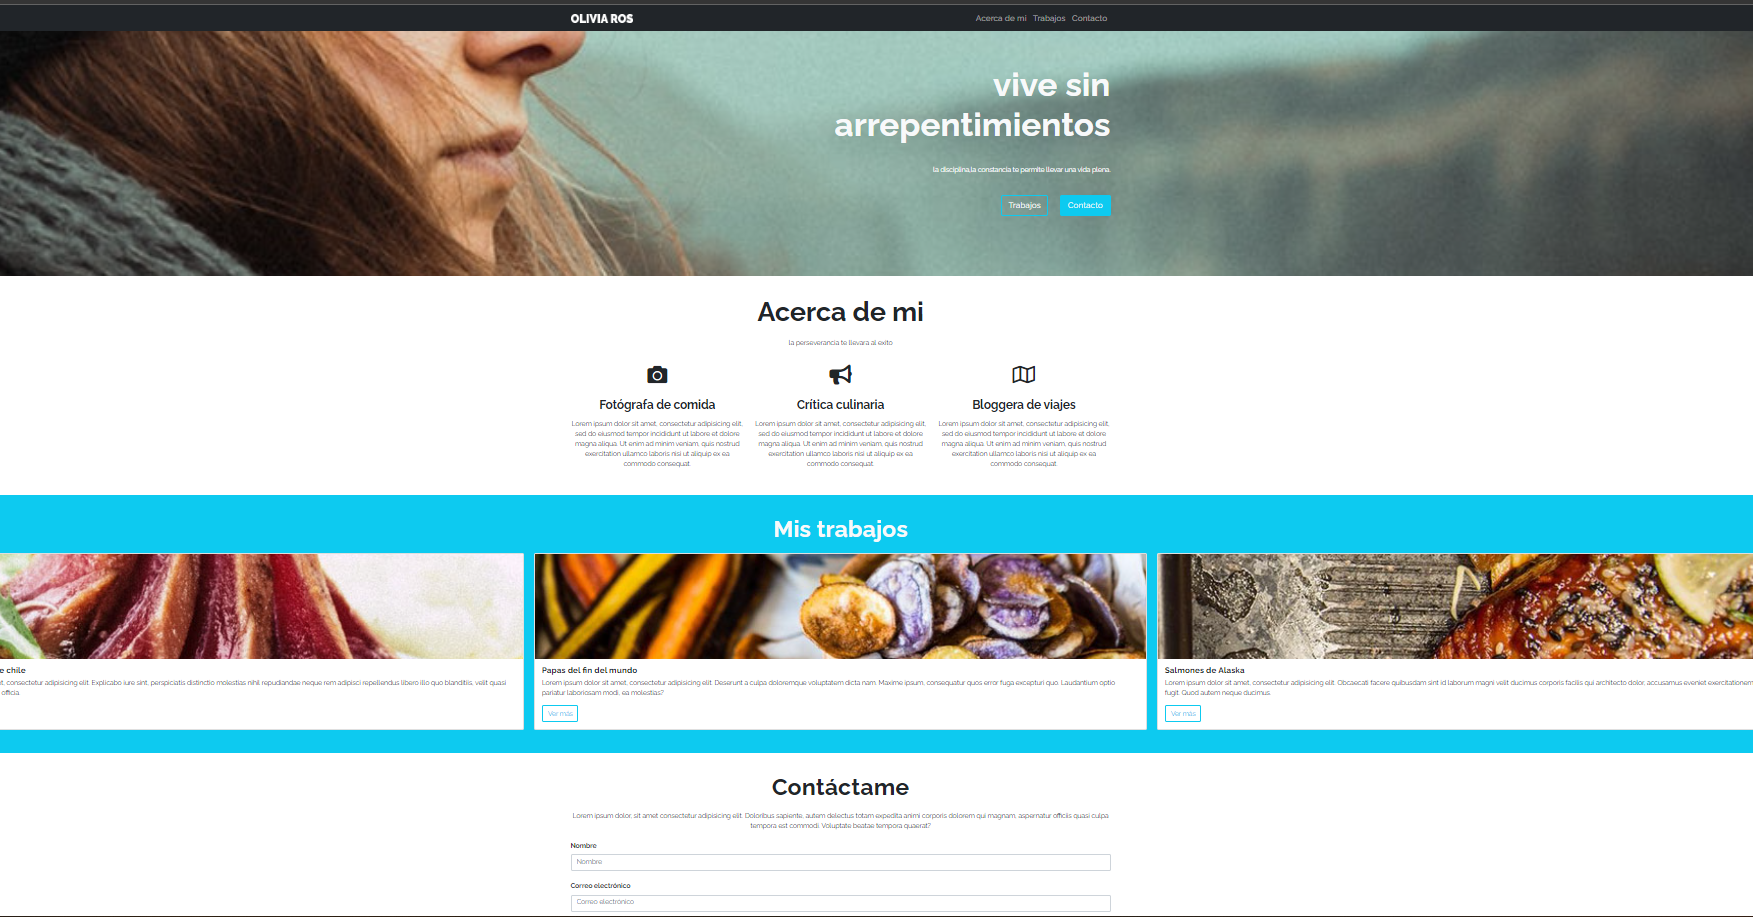 OLIVIA ROS
Acerca de mi Trabajos Contacto
vive sin
arrepentimientos
la disciplina,la constancia te permite llevar una vida plena.
Trabajos Contacto
Acerca de mi
la perseverancia te llevara al exito
Fotógrafa de comida
Lorem ipsum dolor sit amet, consectetur adipisicing elit,
sed do eiusmod tempor incididunt ut labore et dolore
magna aliqua. Ut enim ad minim veniam, quis nostrud
exercitation ullamco laboris nisi ut aliquip ex ea
commodo consequat.
Crítica culinaria
Lorem ipsum dolor sit amet, consectetur adipisicing elit,
sed do eiusmod tempor incididunt ut labore et dolore
magna aliqua. Ut enim ad minim veniam, quis nostrud
exercitation ullamco laboris nisi ut aliquip ex ea
commodo consequat.
Bloggera de viajes
Lorem ipsum dolor sit amet, consectetur adipisicing elit,
sed do eiusmod tempor incididunt ut labore et dolore
magna aliqua. Ut enim ad minim veniam, quis nostrud
exercitation ullamco laboris nisi ut aliquip ex ea
commodo consequat.
Mis trabajos
e chile
t, consectetur adipisicing elit. Explicabo iure sint, perspiciatis distinctio molestias nihil repudiandae neque rem adipisci repellendus libero illo quo blanditiis, velit quasi
officia.
Papas del fin del mundo
Lorem ipsum dolor sit amet, consectetur adipisicing elit. Deserunt a culpa doloremque voluptatem dicta nam. Maxime ipsum, consequatur quos error fuga excepturi quo. Laudantium optio
pariatur laboriosam modi, ea molestias?
Ver más
Salmones de Alaska
Lorem ipsum dolor sit amet, consectetur adipisicing elit. Obcaecati facere quibusdam sint id laborum magni velit ducimus corporis facilis qui architecto dolor, accusamus eveniet exercitationem
fugit. Quod autem neque ducimus.
Ver más
Contáctame
Lorem ipsum dolor, sit amet consectetur adipisicing elit. Doloribus sapiente, autem delectus totam expedita animi corporis dolorem qui magnam, aspernatur officiis quasi culpa
tempora est commodi. Voluptate beatae tempora quaerat?
Nombre
Nombre
Correo electrónico
Correo electrónico